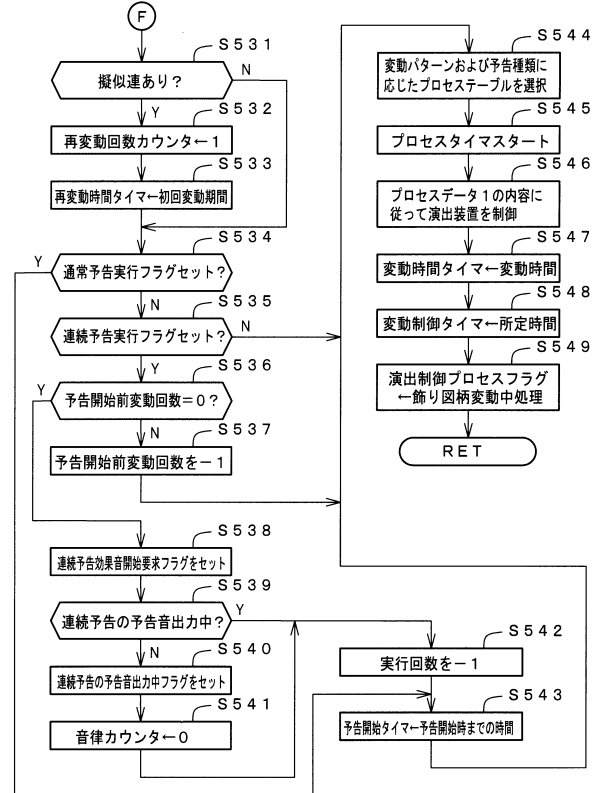 F
S531
擬似連あり？
N
Y
S532
再変動回数カウンタ←1
S533
再変動時間タイマ←初回変動期間
S534
Y
通常予告実行フラグセット？
N
S535
連続予告実行フラグセット？
N
Y
S536
Y
予告開始前変動回数＝0？
N
S537
予告開始前変動回数を－1
S538
連続予告効果音開始要求フラグをセット
S539
連続予告の予告音出力中？
Y
N
S540
連続予告の予告音出力中フラグをセット
S541
音律カウンタ←0
S542
実行回数を－1
S543
予告開始タイマ←予告開始時までの時間
S544
変動パターンおよび予告種類に
応じたプロセステーブルを選択
S545
プロセスタイマスタート
S546
プロセスデータ1の内容に
従って演出装置を制御
S547
変動時間タイマ←変動時間
S548
変動制御タイマ←所定時間
S549
演出制御プロセスフラグ
←飾り図柄変動中処理
RET